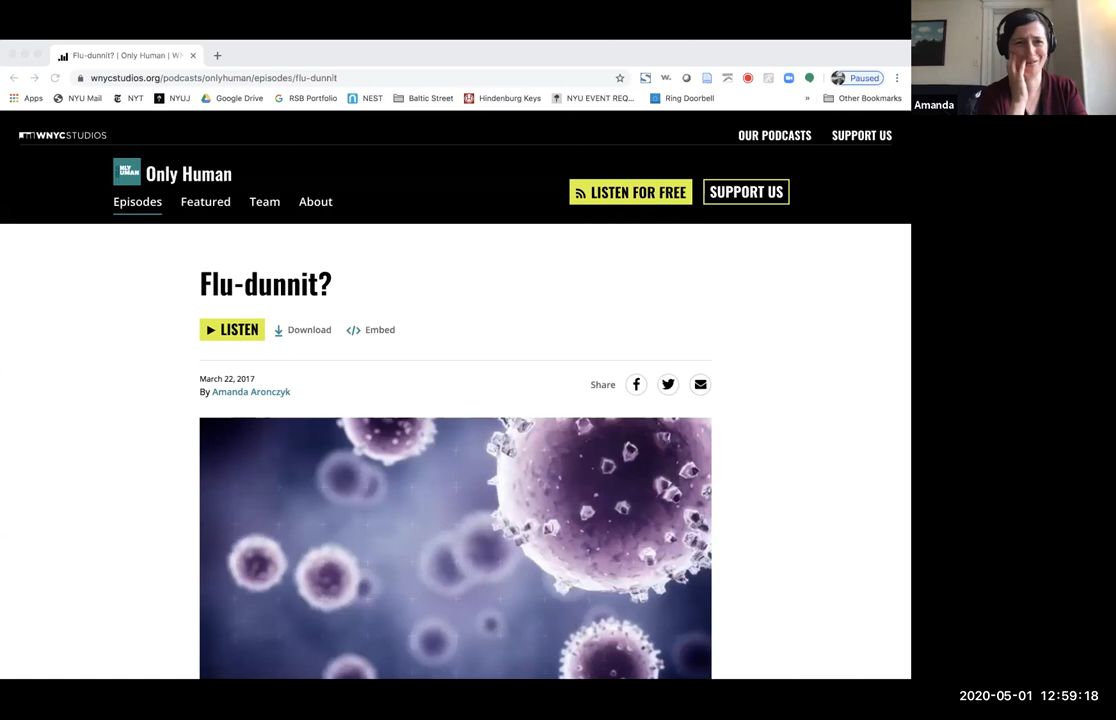 Flu-dunnit? | Only Human | W
wnycstudios.org/podcasts/onlyhuman/episodes/flu-dunnit
Paused
Apps NYU Mail NYT NYUJ Google Drive RSB Portfolio NEST Baltic Street Hindenburg Keys NYU EVENT REQ... Ring Doorbell » Other Bookmarks
Amanda
WNYCSTUDIOS
OUR PODCASTS SUPPORT US
NLY UMAN
Only Human
LISTEN FOR FREE SUPPORT US
Episodes Featured Team About
Flu-dunnit?
LISTEN Download Embed
March 22, 2017
By Amanda Aronczyk
Share
2020-05-01 12:59:18